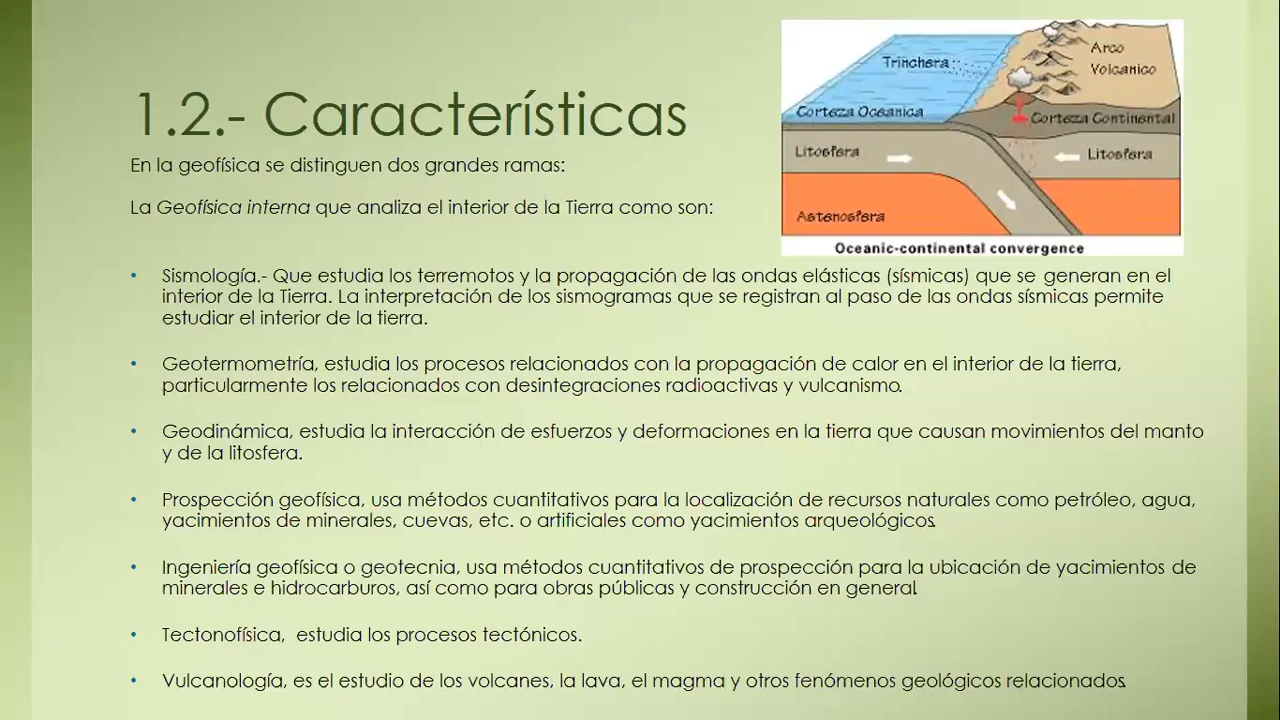 1.2.- Características
En la geofísica se distinguen dos grandes ramas:
La Geofísica interna que analiza el interior de la Tierra como son:
Trinchera
Arco
Volcanico
Corteza Oceanica
Corteza Continental
Litosfera
Litosfera
Astenosfera
Oceanic-continental convergence
• Sismología.- Que estudia los terremotos y la propagación de las ondas elásticas (sísmicas) que se generan en el
interior de la Tierra. La interpretación de los sismogramas que se registran al paso de las ondas sísmicas permite
estudiar el interior de la tierra.
• Geotermometría, estudia los procesos relacionados con la propagación de calor en el interior de la tierra,
particularmente los relacionados con desintegraciones radioactivas y vulcanismo.
• Geodinámica, estudia la interacción de esfuerzos y deformaciones en la tierra que causan movimientos del manto
y de la litosfera.
• Prospección geofísica, usa métodos cuantitativos para la localización de recursos naturales como petróleo, agua,
yacimientos de minerales, cuevas, etc. o artificiales como yacimientos arqueológicos.
• Ingeniería geofísica o geotecnia, usa métodos cuantitativos de prospección para la ubicación de yacimientos de
minerales e hidrocarburos, así como para obras públicas y construcción en general.
• Tectonofísica, estudia los procesos tectónicos.
• Vulcanología, es el estudio de los volcanes, la lava, el magma y otros fenómenos geológicos relacionados.